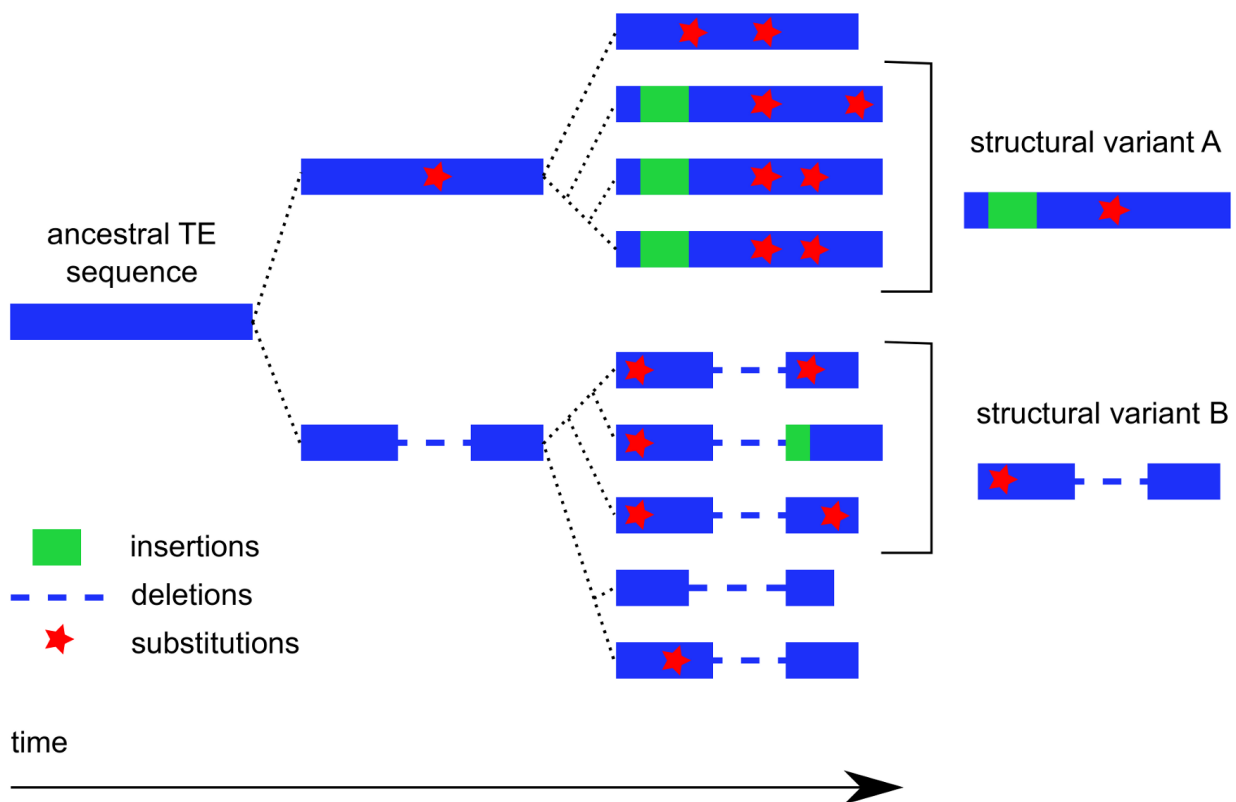 structural variant A
ancestral TE
sequence
structural variant B
insertions
deletions
substitutions
time